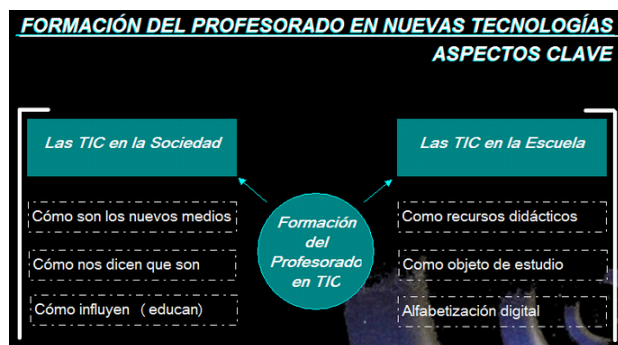 FORMACIÓN DEL PROFESORADO EN NUEVAS TECNOLOGÍAS
ASPECTOS CLAVE
Las TIC en la Sociedad
Cómo son los nuevos medios
Cómo nos dicen que son
Cómo influyen ( educan)
Formación
del
Profesorado
en TIC
Las TIC en la Escuela
Como recursos didácticos
Como objeto de estudio
Alfabetización digital